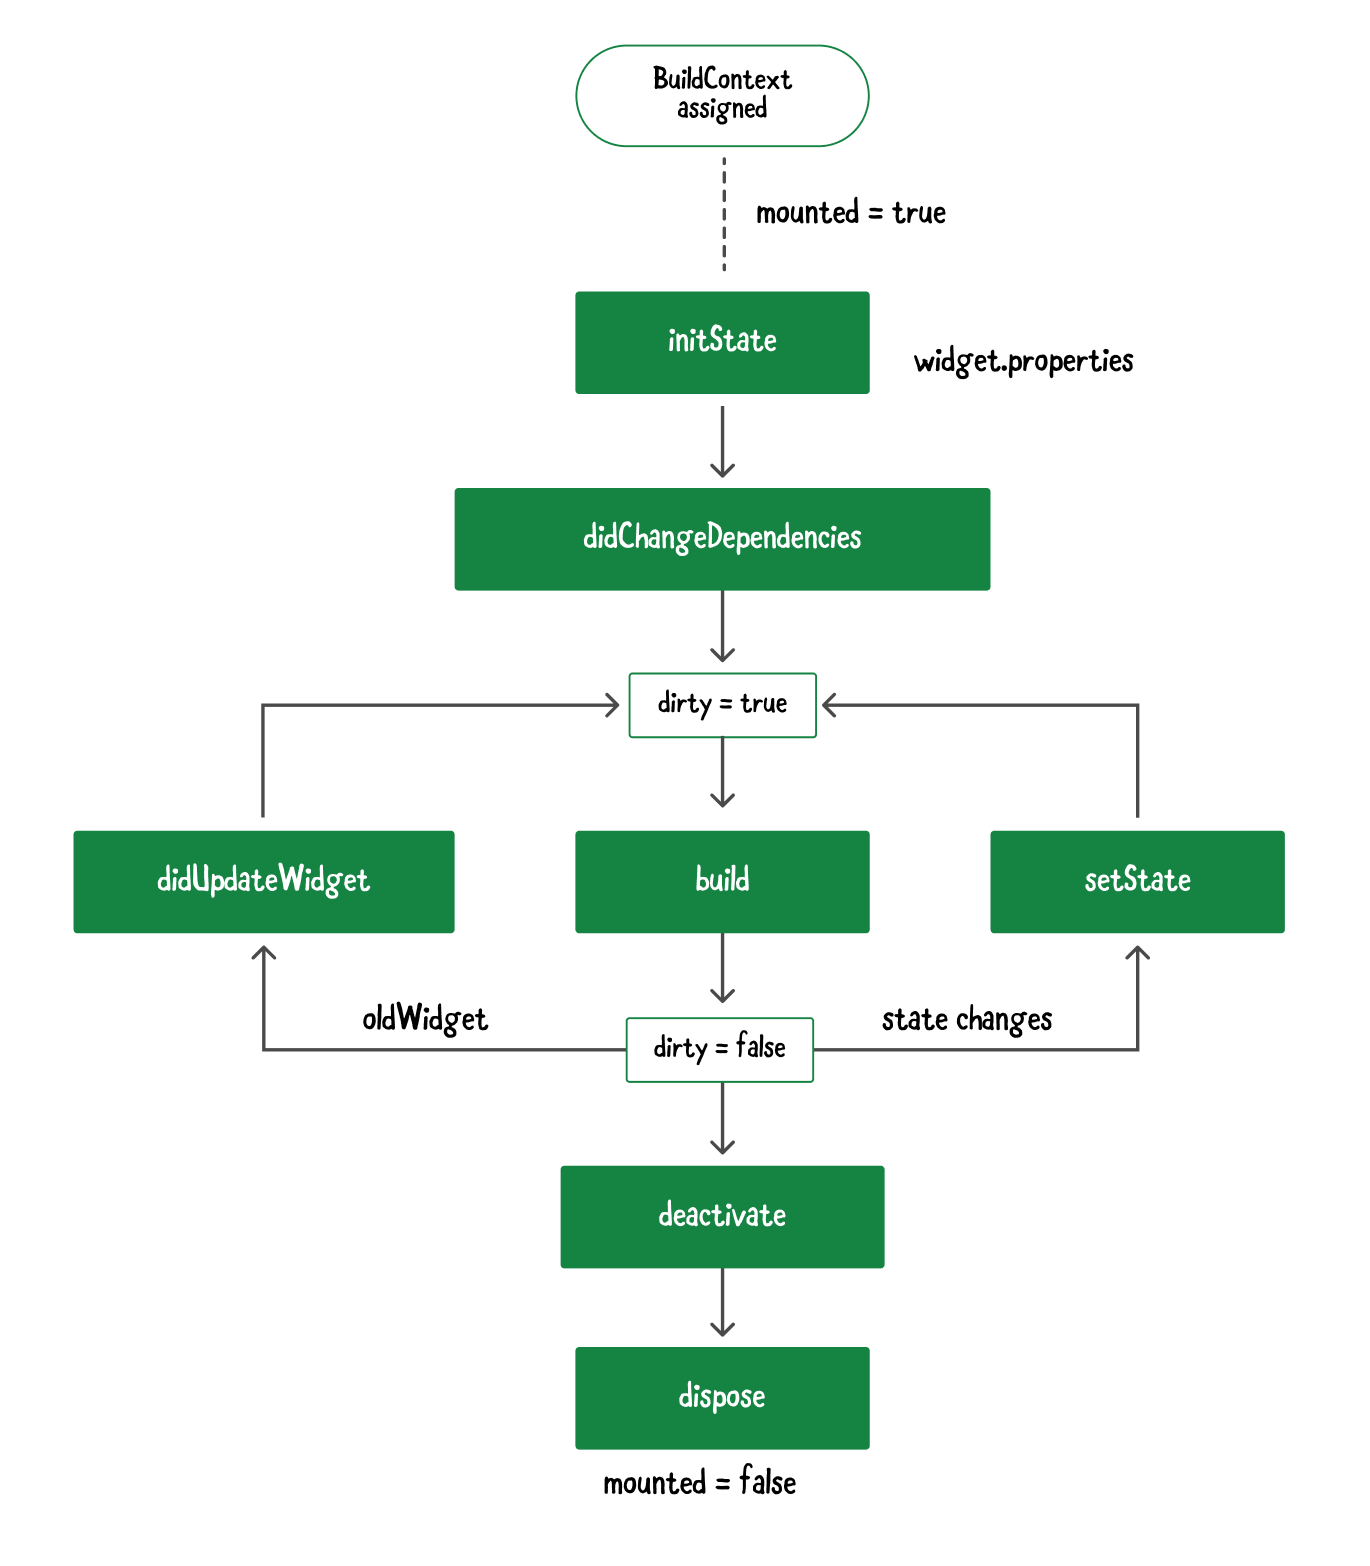 BuildContext
assigned
mounted = true
initState
widget.properties
didChangeDependencies
dirty = true
didUpdateWidget
build
setState
oldWidget
state changes
dirty = false
deactivate
dispose
mounted = false